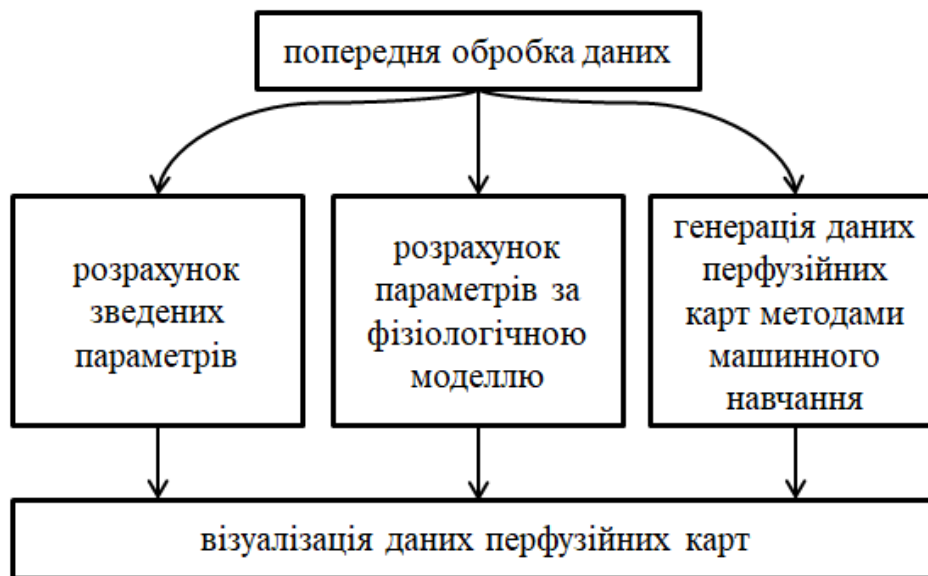 попередня обробка даних
розрахунок
зведених
параметрів
розрахунок
параметрів за
фізіологічною
моделлю
генерація даних
перфузійних
карт методами
машинного
навчання
візуалізація даних перфузійних карт